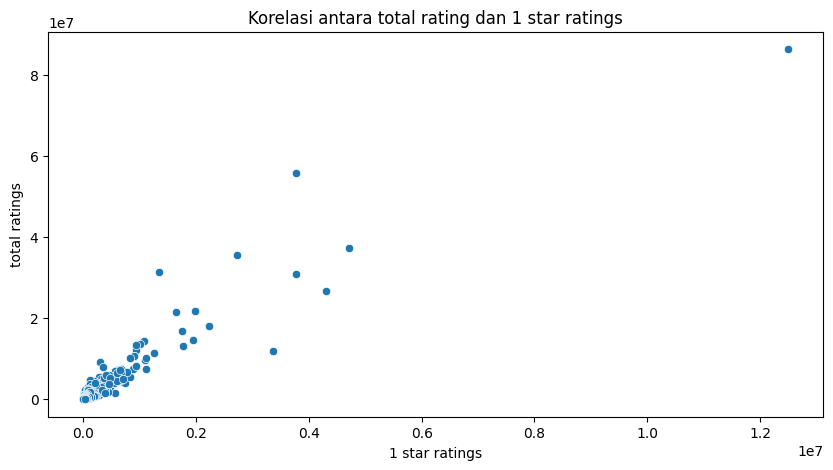 Korelasi antara total rating dan 1 star ratings
1e7
8
6
4
2
0
total ratings
0.0 0.2 0.4 0.6 0.8 1.0 1.2
1e7
1 star ratings